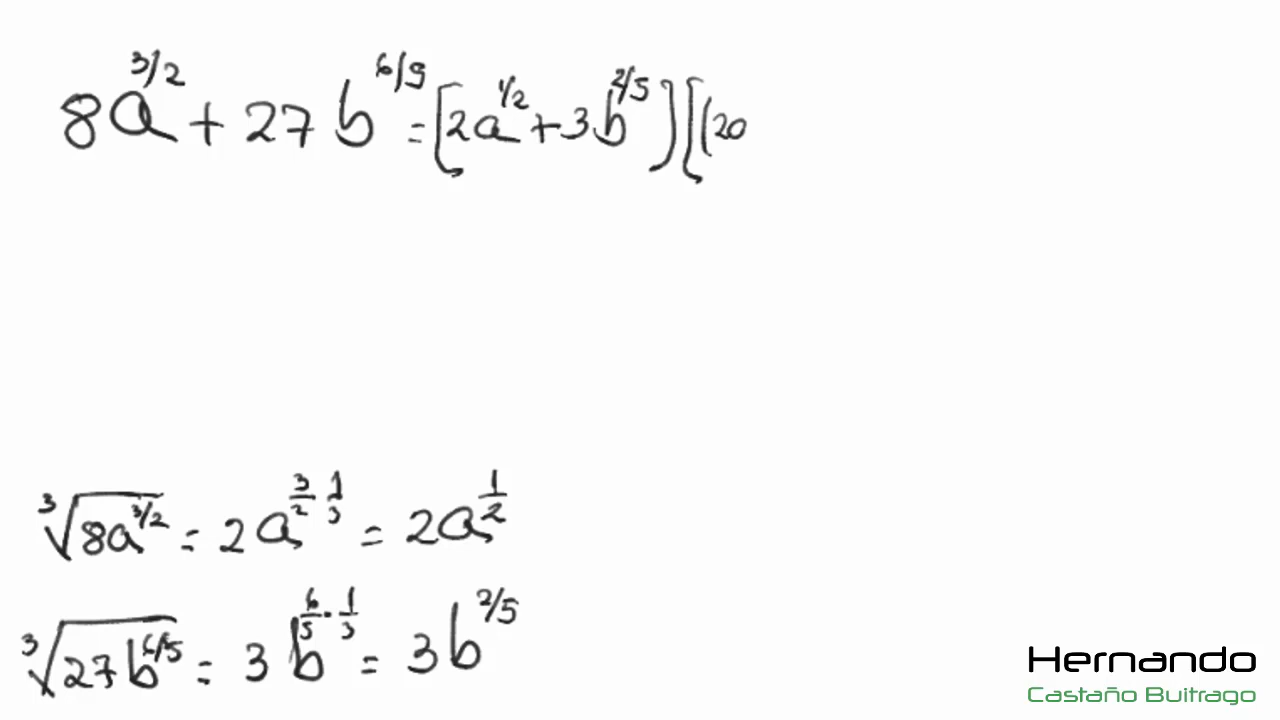 8a^{3/2} + 27b^{6/5} = [2a^{1/2} + 3b^{2/5}][(2a
∛(8a^{3/2}) = 2a^{3/2 · 1/3} = 2a^{1/2}
∛(27b^{6/5}) = 3b^{6/5 · 1/3} = 3b^{2/5}
Hernando
Castaño Buitrago